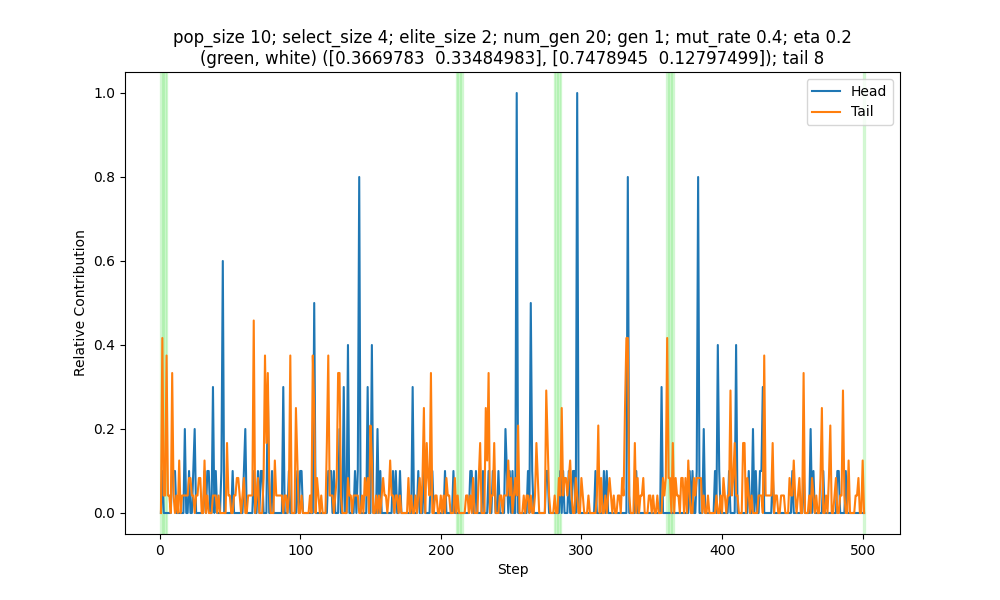 pop_size 10; select_size 4; elite_size 2; num_gen 20; gen 1; mut_rate 0.4; eta 0.2
(green, white) ([0.3669783  0.33484983], [0.7478945  0.12797499]); tail 8
Head
Tail
Relative Contribution
1.0
0.8
0.6
0.4
0.2
0.0
0
100
200
300
400
500
Step